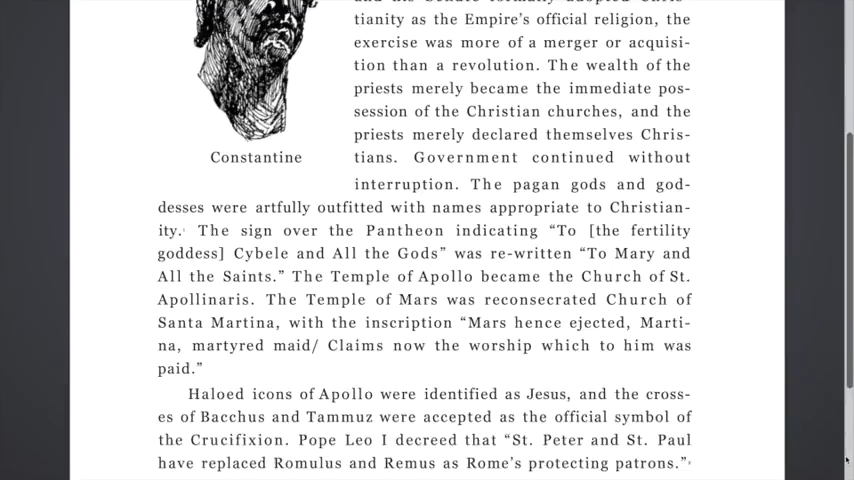 tianity as the Empire's official religion, the
exercise was more of a merger or acquisi-
tion than a revolution. The wealth of the
priests merely became the immediate pos-
session of the Christian churches, and the
priests merely declared themselves Chris-
Constantine
tians. Government continued without
interruption. The pagan gods and god-
desses were artfully outfitted with names appropriate to Christian-
ity. The sign over the Pantheon indicating “To [the fertility
goddess] Cybele and All the Gods” was re-written “To Mary and
All the Saints.” The Temple of Apollo became the Church of St.
Apollinaris. The Temple of Mars was reconsecrated Church of
Santa Martina, with the inscription “Mars hence ejected, Marti-
na, martyred maid/ Claims now the worship which to him was
paid.”
Haloed icons of Apollo were identified as Jesus, and the cross-
es of Bacchus and Tammuz were accepted as the official symbol of
the Crucifixion. Pope Leo I decreed that “St. Peter and St. Paul
have replaced Romulus and Remus as Rome's protecting patrons.”